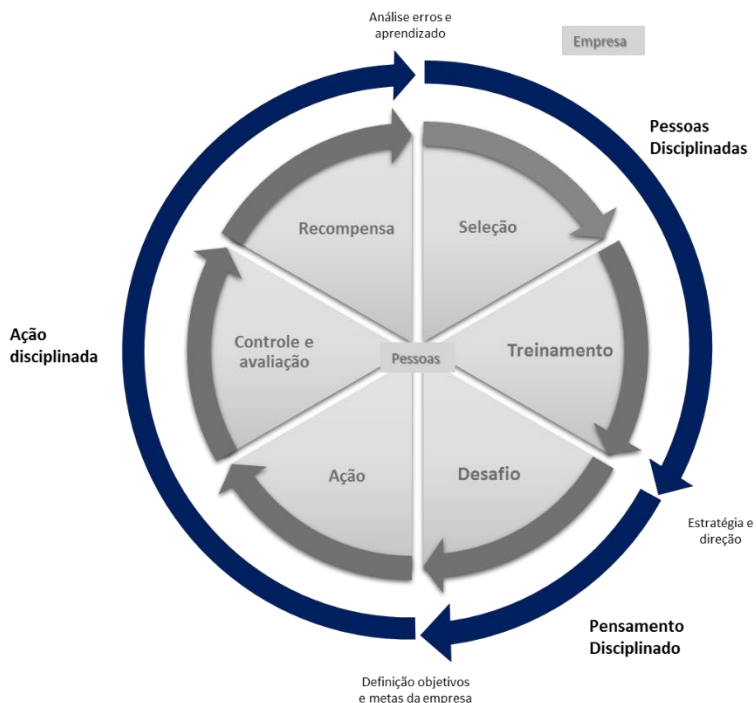 Análise erros e
aprendizado
Empresa
Pessoas
Disciplinadas
Recompensa
Seleção
Ação
disciplinada
Controle e
avaliação
Pessoas
Treinamento
Ação
Desafio
Estratégia e
direção
Pensamento
Disciplinado
Definição objetivos
e metas da empresa